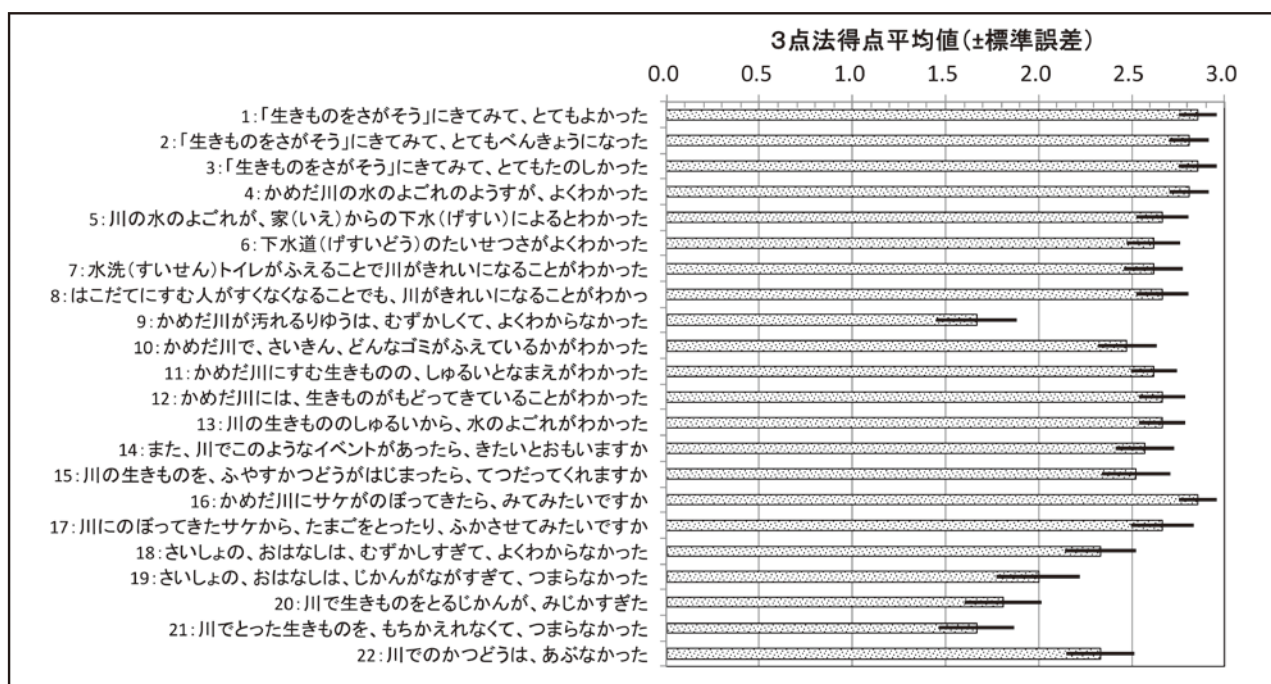 3点法得点平均値(±標準誤差)
0.0 0.5 1.0 1.5 2.0 2.5 3.0
1:「生きものをさがそう」にきてみて、とてもよかった
2:「生きものをさがそう」にきてみて、とてもべんきょうになった
3:「生きものをさがそう」にきてみて、とてもたのしかった
4:かめだ川の水のよごれのようすが、よくわかった
5:川の水のよごれが、家(いえ)からの下水(げすい)によるとわかった
6:下水道(げすいどう)のたいせつさがよくわかった
7:水洗(すいせん)トイレがふえることで川がきれいになることがわかった
8:はこだてにすむ人がすくなくなることでも、川がきれいになることがわかっ
9:かめだ川が汚れるりゆうは、むずかしくて、よくわからなかった
10:かめだ川で、さいきん、どんなゴミがふえているかがわかった
11:かめだ川にすむ生きものの、しゅるいとなまえがわかった
12:かめだ川には、生きものがもどってきていることがわかった
13:川の生きもののしゅるいから、水のよごれがわかった
14:また、川でこのようなイベントがあったら、きたいとおもいますか
15:川の生きものを、ふやすかつどうがはじまったら、てつだってくれますか
16:かめだ川にサケがのぼってきたら、みてみたいですか
17:川にのぼってきたサケから、たまごをとったり、ふかさせてみたいですか
18:さいしょの、おはなしは、むずかしすぎて、よくわからなかった
19:さいしょの、おはなしは、じかんがながすぎて、つまらなかった
20:川で生きものをとるじかんが、みじかすぎた
21:川でとった生きものを、もちかえれなくて、つまらなかった
22:川でのかつどうは、あぶなかった